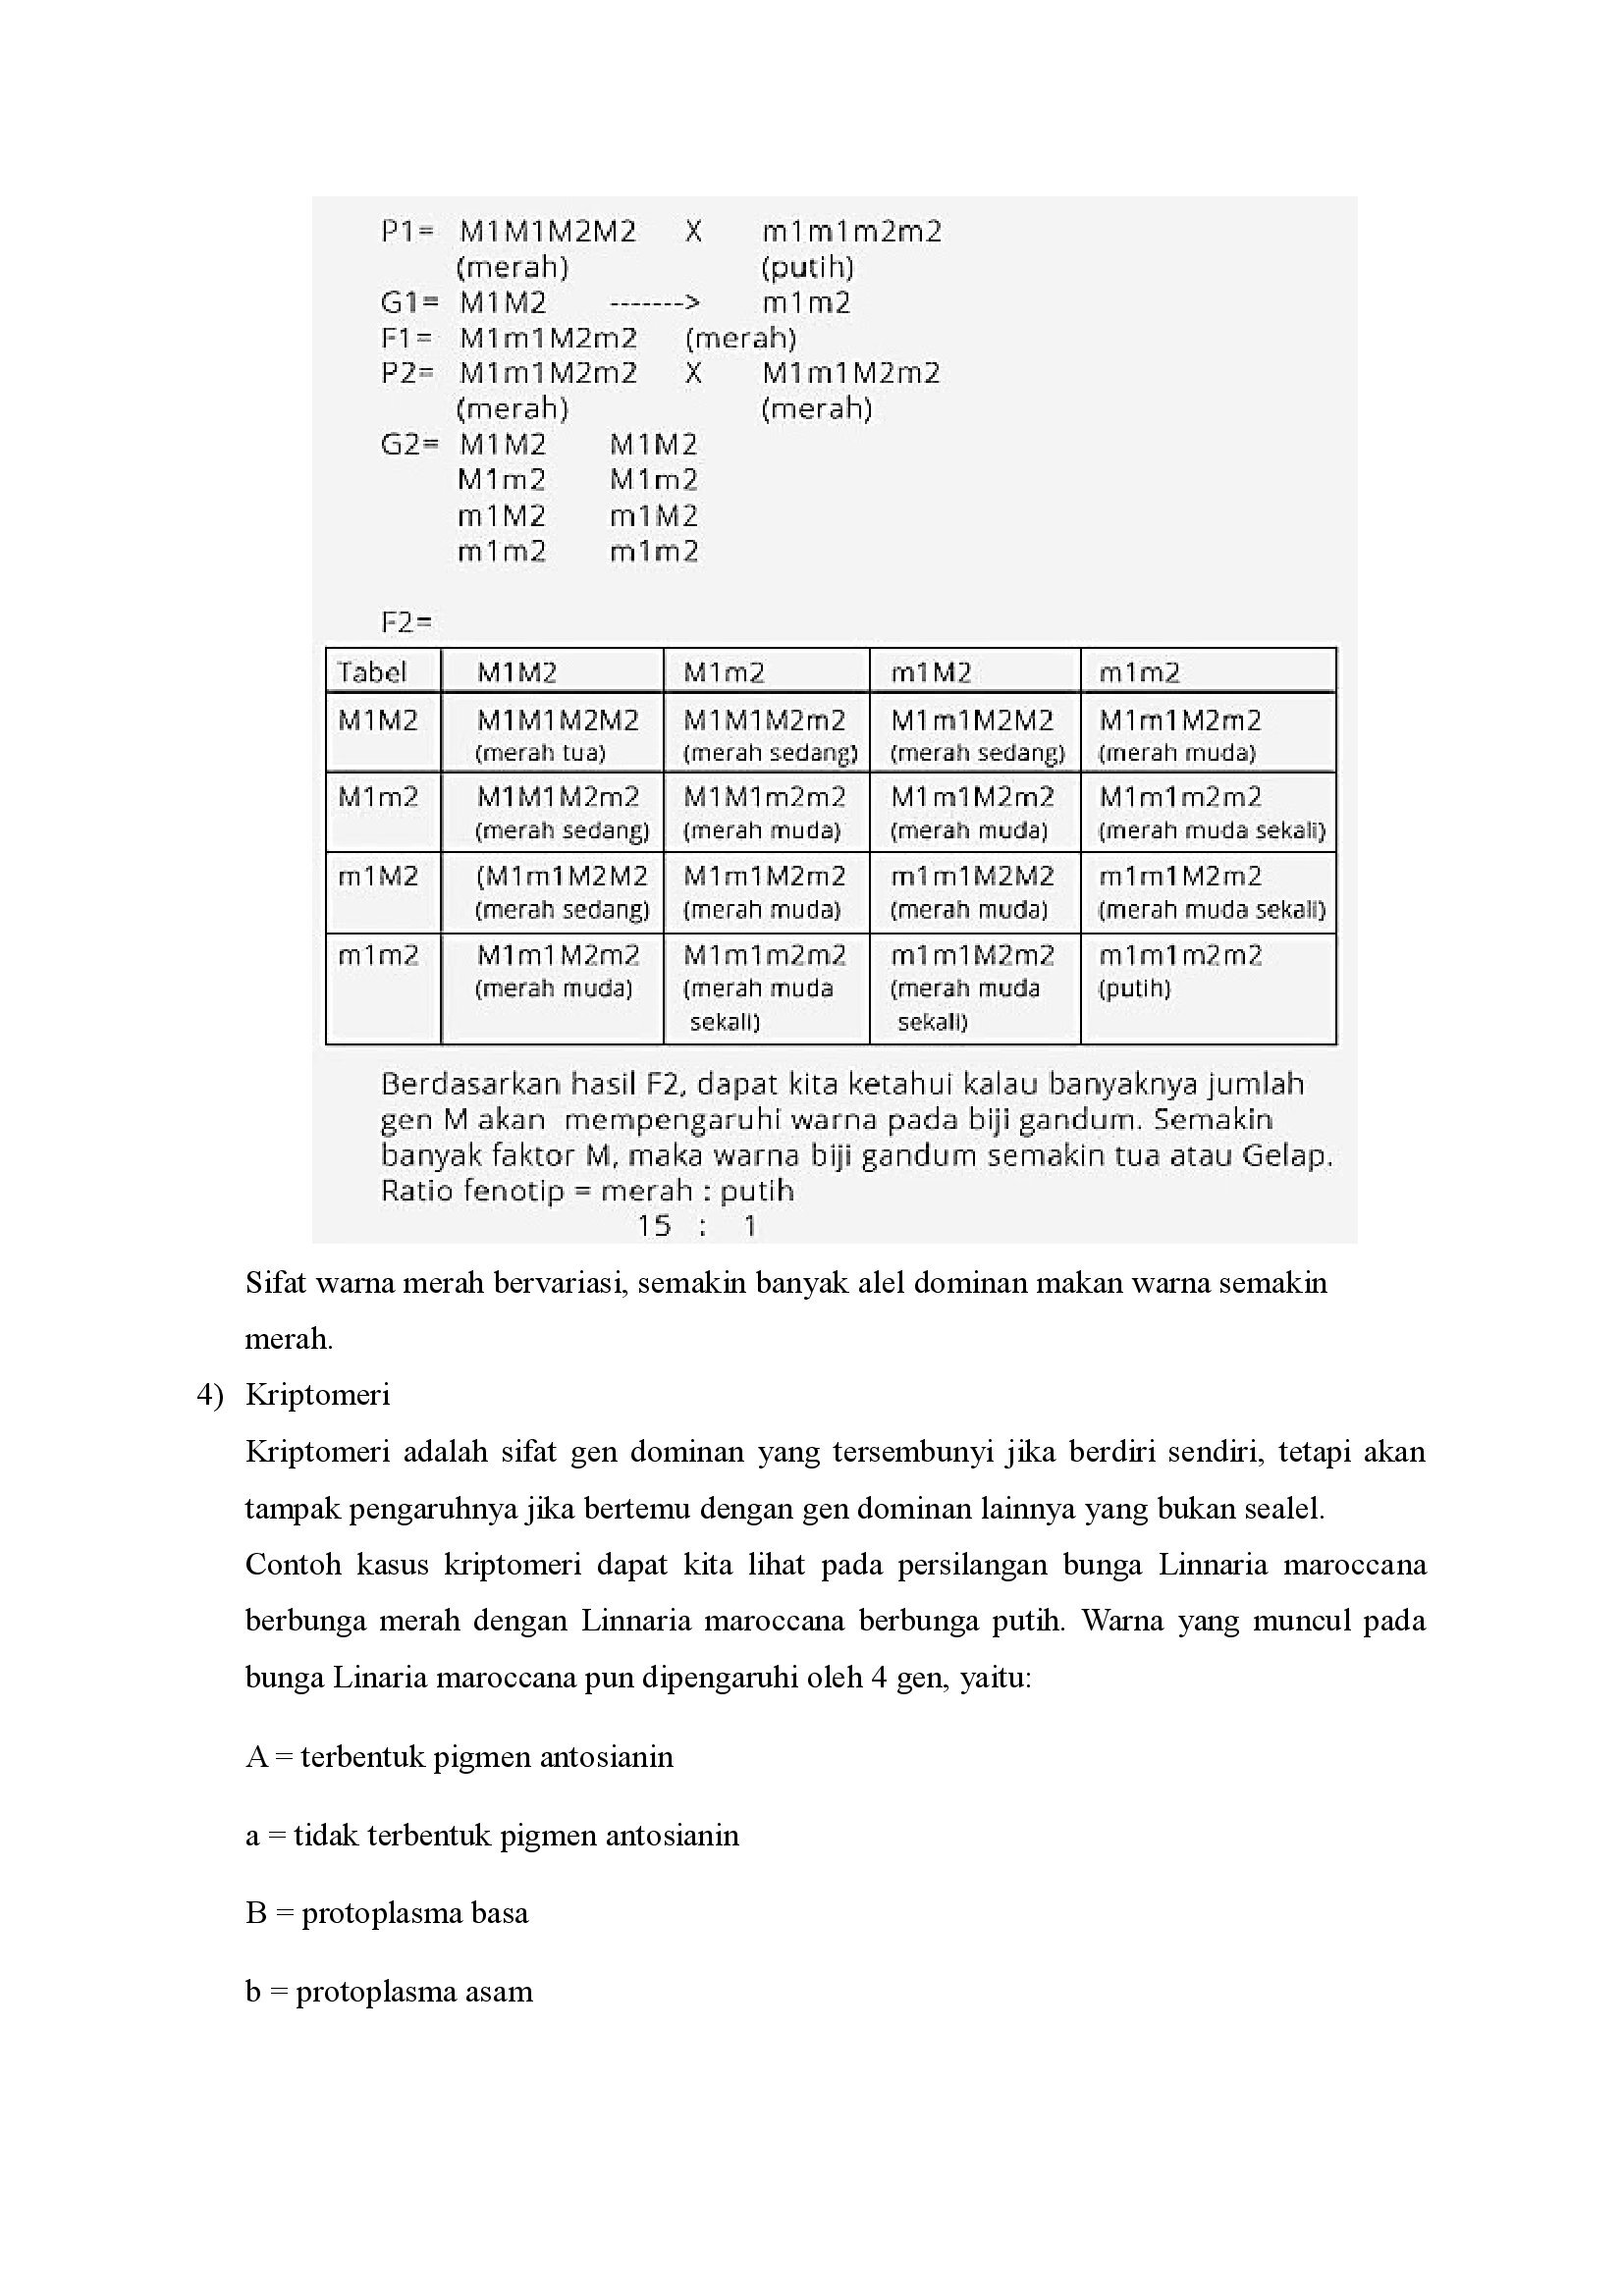 P1= M1M1M2M2 X m1m1m2m2
(merah) (putih)
G1= M1M2 -------> m1m2
F1= M1m1M2m2 (merah)
P2= M1m1M2m2 X M1m1M2m2
(merah) (merah)
G2= M1M2 M1M2
M1m2 M1m2
m1M2 m1M2
m1m2 m1m2
F2=
Tabel M1M2 M1m2 m1M2 m1m2
M1M2 M1M1M2M2 M1M1M2m2 M1m1M2M2 M1m1M2m2
(merah tua) (merah sedang) (merah sedang) (merah muda)
M1m2 M1M1M2m2 M1M1m2m2 M1m1M2m2 M1m1m2m2
(merah sedang) (merah muda) (merah muda) (merah muda sekali)
m1M2 (M1m1M2M2 M1m1M2m2 m1m1M2M2 m1m1M2m2
(merah sedang) (merah muda) (merah muda) (merah muda sekali)
m1m2 M1m1M2m2 M1m1m2m2 m1m1M2m2 m1m1m2m2
(merah muda) (merah muda (merah muda (putih)
sekali) sekali)
Berdasarkan hasil F2, dapat kita ketahui kalau banyaknya jumlah
gen M akan mempengaruhi warna pada biji gandum. Semakin
banyak faktor M, maka warna biji gandum semakin tua atau Gelap.
Ratio fenotip = merah : putih
15 : 1
Sifat warna merah bervariasi, semakin banyak alel dominan makan warna semakin
merah.
4) Kriptomeri
Kriptomeri adalah sifat gen dominan yang tersembunyi jika berdiri sendiri, tetapi akan
tampak pengaruhnya jika bertemu dengan gen dominan lainnya yang bukan sealel.
Contoh kasus kriptomeri dapat kita lihat pada persilangan bunga Linnaria maroccana
berbunga merah dengan Linnaria maroccana berbunga putih. Warna yang muncul pada
bunga Linaria maroccana pun dipengaruhi oleh 4 gen, yaitu:
A = terbentuk pigmen antosianin
a = tidak terbentuk pigmen antosianin
B = protoplasma basa
b = protoplasma asam